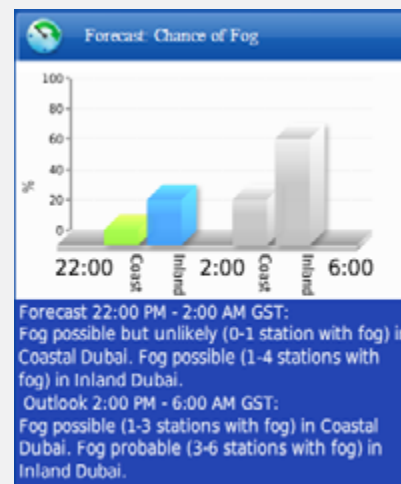 Forecast: Chance of Fog
100
80
60
40
20
0
%
22:00 Coast Inland 2:00 Coast Inland 6:00
Forecast 22:00 PM - 2:00 AM GST:
Fog possible but unlikely (0-1 station with fog) in
Coastal Dubai. Fog possible (1-4 stations with
fog) in Inland Dubai.
Outlook 2:00 PM - 6:00 AM GST:
Fog possible (1-3 stations with fog) in Coastal
Dubai. Fog probable (3-6 stations with fog) in
Inland Dubai.